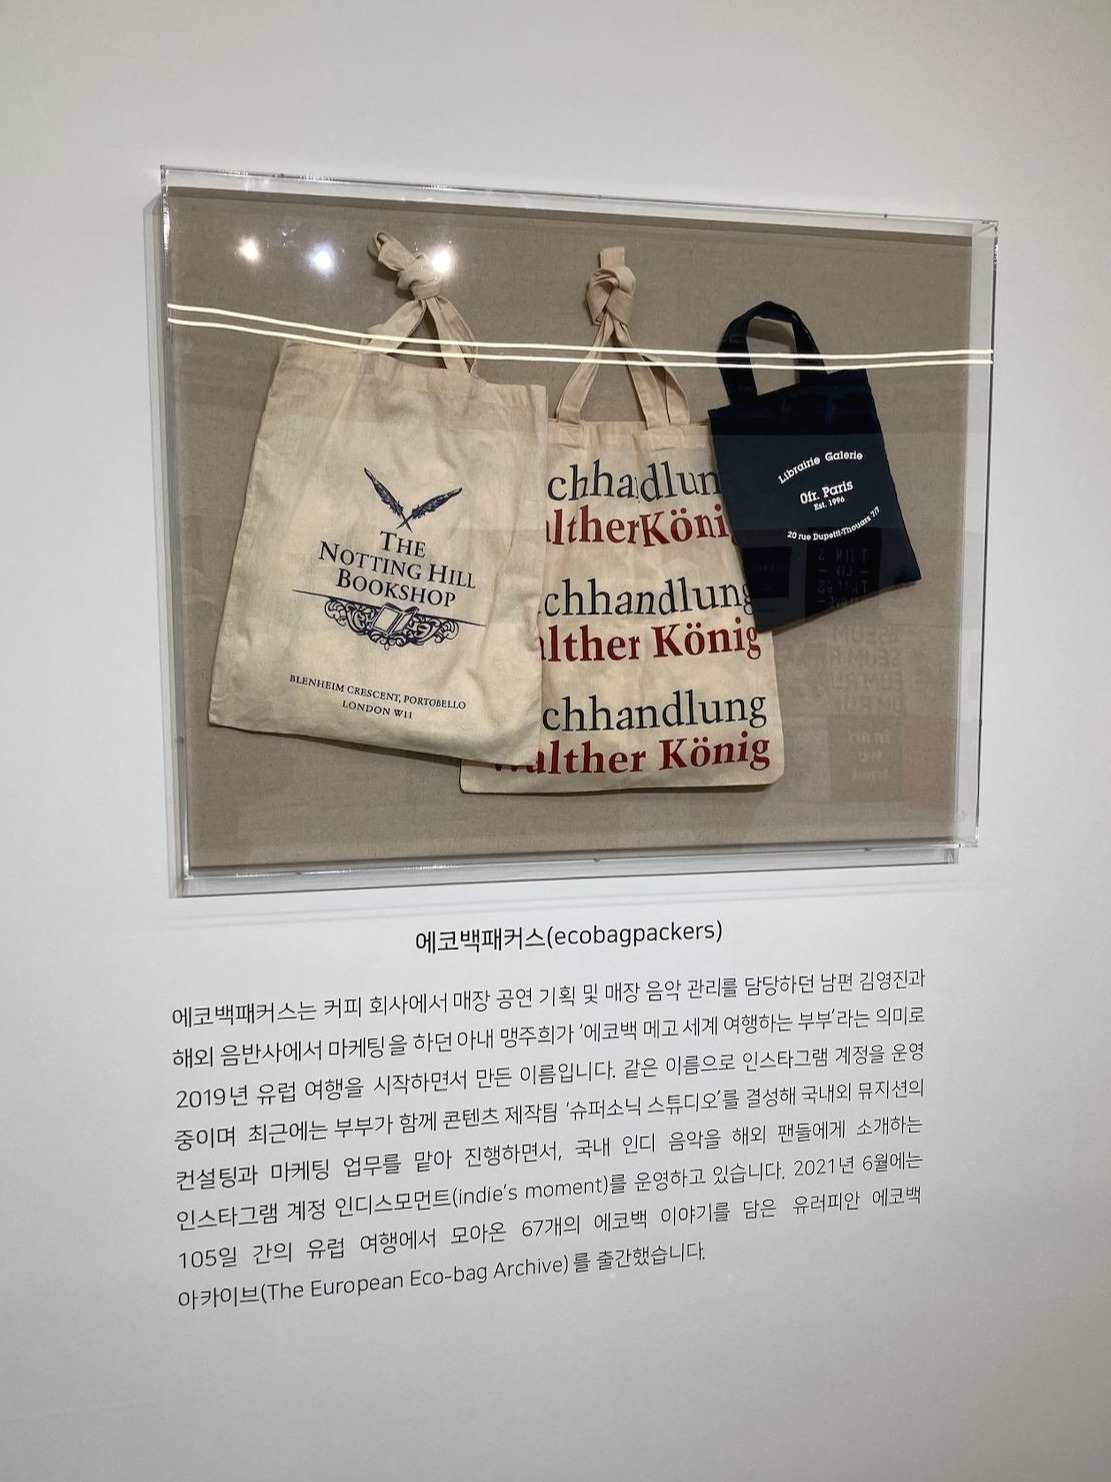 THE
NOTTING HILL
BOOKSHOP
BLENHEIM CRESCENT, PORTOBELLO
LONDON W11
chhandlun
altherKöni
chhandlung
alther König
chhandlung
Walther König
Librairie Galerie
0fr. Paris
Est. 1996
20 rue Dupetit-Thouars 7/7
에코백패커스(ecobagpackers)
에코백패커스는 커피 회사에서 매장 공연 기획 및 매장 음악 관리를 담당하던 남편 김영진과
해외 음반사에서 마케팅을 하던 아내 맹주희가 '에코백 메고 세계 여행하는 부부'라는 의미로
2019년 유럽 여행을 시작하면서 만든 이름입니다. 같은 이름으로 인스타그램 계정을 운영
중이며 최근에는 부부가 함께 콘텐츠 제작팀 '슈퍼소닉 스튜디오'를 결성해 국내외 뮤지션의
컨설팅과 마케팅 업무를 맡아 진행하면서, 국내 인디 음악을 해외 팬들에게 소개하는
인스타그램 계정 인디스모먼트(indie's moment)를 운영하고 있습니다. 2021년 6월에는
105일 간의 유럽 여행에서 모아온 67개의 에코백 이야기를 담은 유러피안 에코백
아카이브(The European Eco-bag Archive)를 출간했습니다.